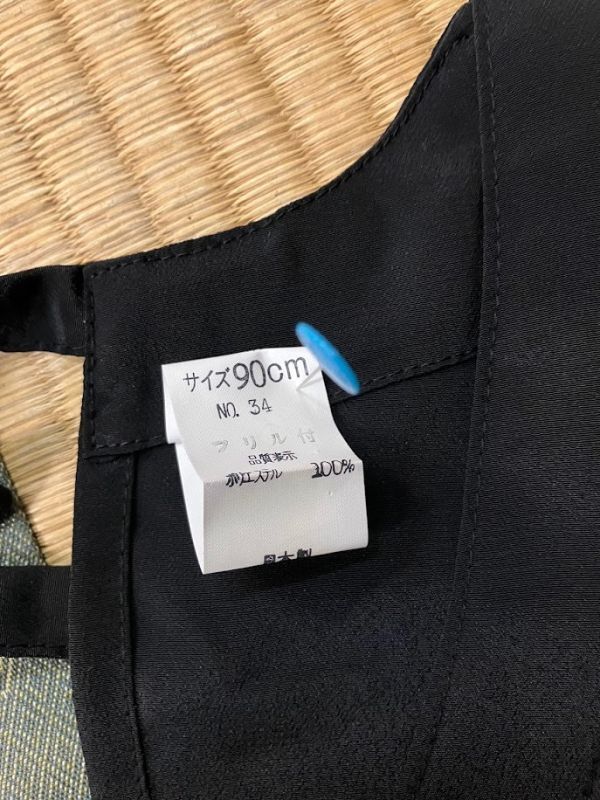 サイズ90cm
NO. 34
フリル付
品質表示
ポリエステル 100%
日本製